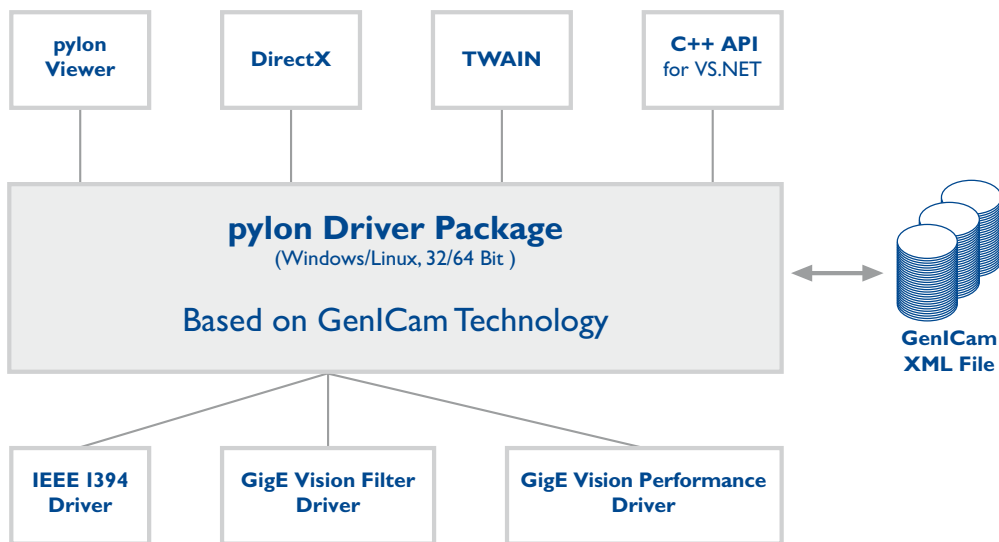 pylon
Viewer
DirectX
TWAIN
C++ API
for VS.NET
pylon Driver Package
(Windows/Linux, 32/64 Bit )
Based on GenICam Technology
GenICam
XML File
IEEE 1394
Driver
GigE Vision Filter
Driver
GigE Vision Performance
Driver